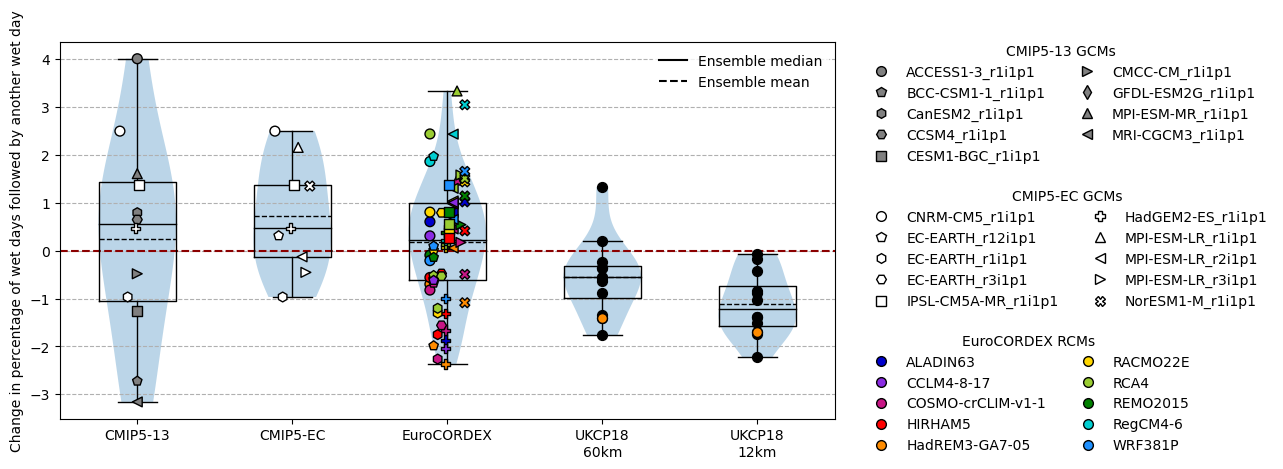 Change in percentage of wet days followed by another wet day
4
3
2
1
0
−1
−2
−3
Ensemble median
Ensemble mean
CMIP5-13
CMIP5-EC
EuroCORDEX
UKCP18
60km
UKCP18
12km
CMIP5-13 GCMs
ACCESS1-3_r1i1p1
BCC-CSM1-1_r1i1p1
CanESM2_r1i1p1
CCSM4_r1i1p1
CESM1-BGC_r1i1p1
CMCC-CM_r1i1p1
GFDL-ESM2G_r1i1p1
MPI-ESM-MR_r1i1p1
MRI-CGCM3_r1i1p1
CMIP5-EC GCMs
CNRM-CM5_r1i1p1
EC-EARTH_r12i1p1
EC-EARTH_r1i1p1
EC-EARTH_r3i1p1
IPSL-CM5A-MR_r1i1p1
HadGEM2-ES_r1i1p1
MPI-ESM-LR_r1i1p1
MPI-ESM-LR_r2i1p1
MPI-ESM-LR_r3i1p1
NorESM1-M_r1i1p1
EuroCORDEX RCMs
ALADIN63
CCLM4-8-17
COSMO-crCLIM-v1-1
HIRHAM5
HadREM3-GA7-05
RACMO22E
RCA4
REMO2015
RegCM4-6
WRF381P